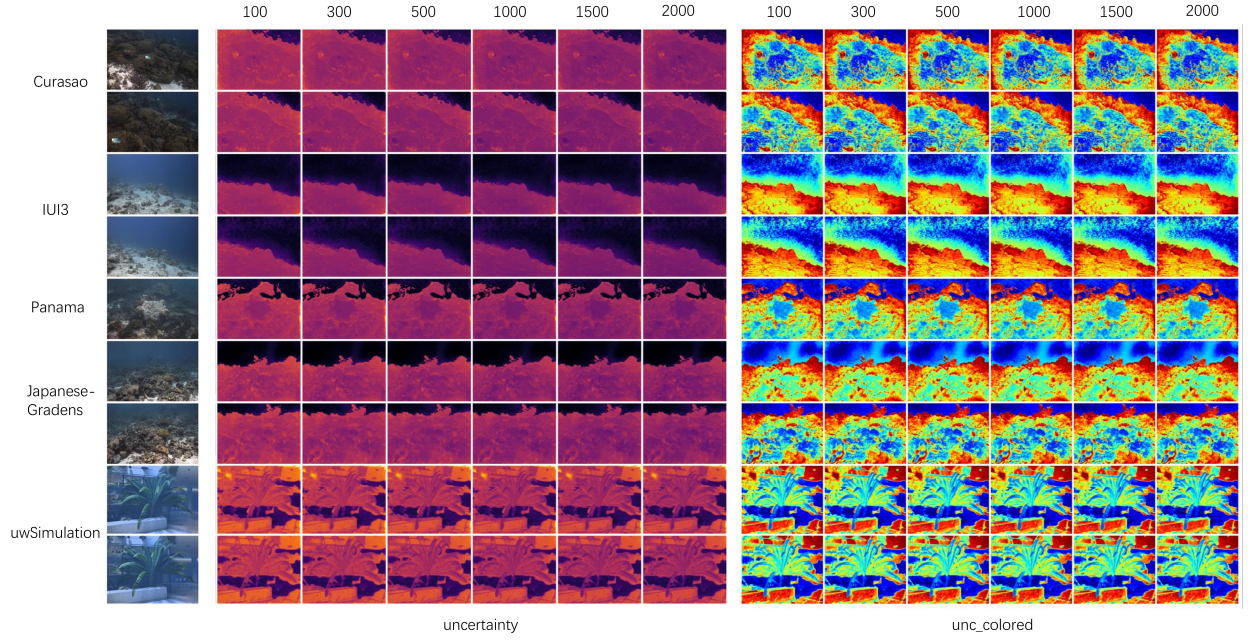 100 300 500 1000 1500 2000 100 300 500 1000 1500 2000
Curasao
IUI3
Panama
Japanese-
Gradens
uwSimulation
uncertainty unc_colored